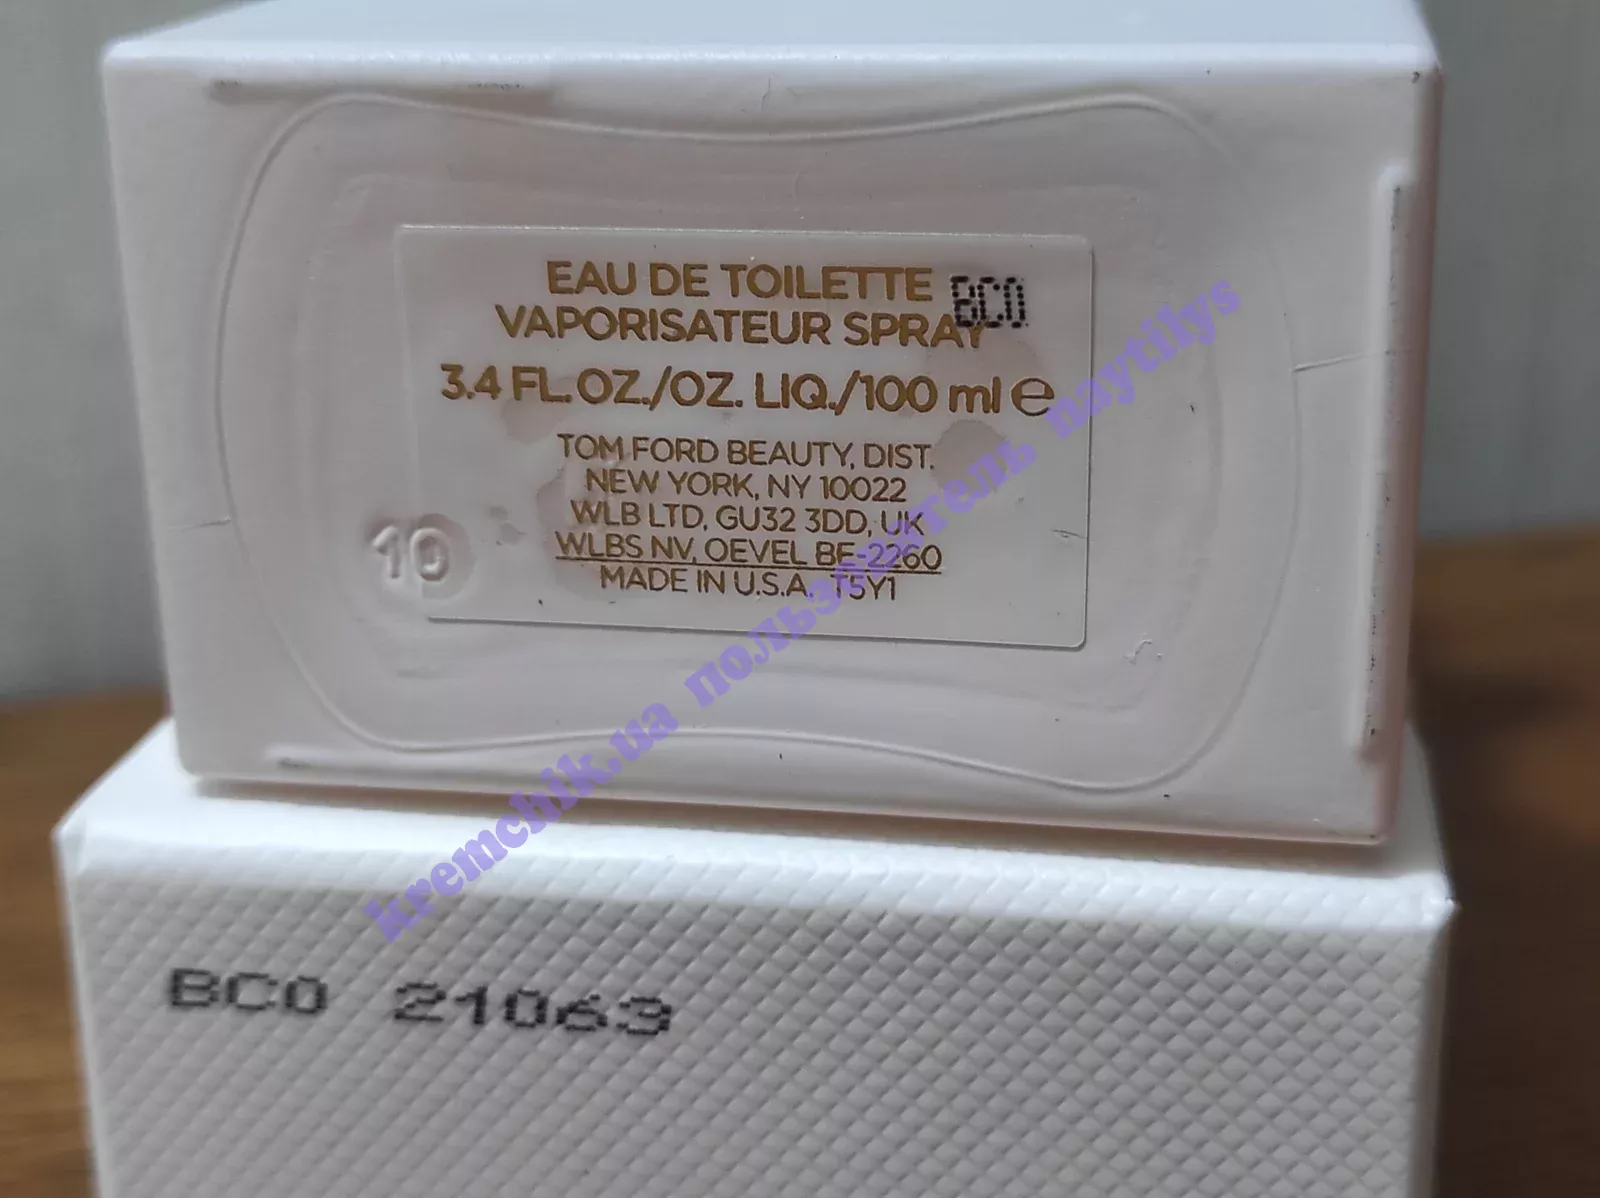 EAU DE TOILETTE
BC0
VAPORISATEUR SPRAY
3.4 FL.OZ./OZ. LIQ./100 ml e
TOM FORD BEAUTY, DIST.
NEW YORK, NY 10022
WLB LTD, GU32 3DD, UK
WLBS NV, OEVEL BE-2260
MADE IN U.S.A. T5Y1
10
kremchik.ua пользователь naytilys
BC0 21063